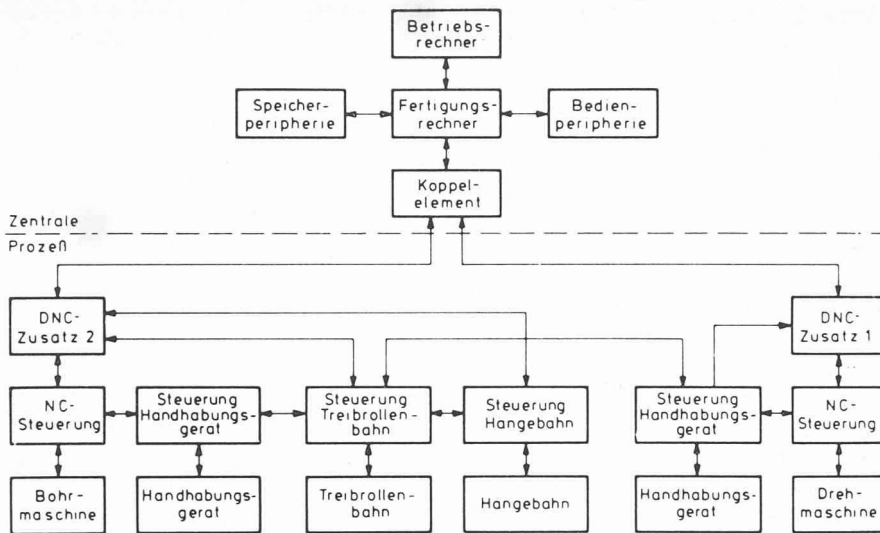 Betriebs-
rechner
Speicher-
peripherie
Fertigungs-
rechner
Bedien-
peripherie
Koppel-
element
Zentrale
Prozeß
DNC-
Zusatz 2
DNC-
Zusatz 1
NC-
Steuerung
Steuerung
Handhabungs-
gerat
Steuerung
Treibrollen-
bahn
Steuerung
Hangebahn
Steuerung
Handhabungs-
gerat
NC-
Steuerung
Bohr-
maschine
Handhabungs-
gerat
Treibrollen-
bahn
Hangebahn
Handhabungs-
gerat
Dreh-
maschine